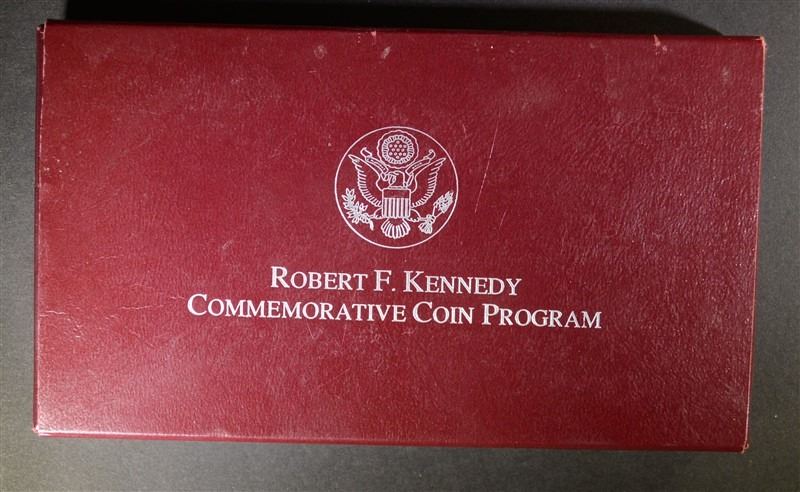 ROBERT F. KENNEDY
COMMEMORATIVE COIN PROGRAM